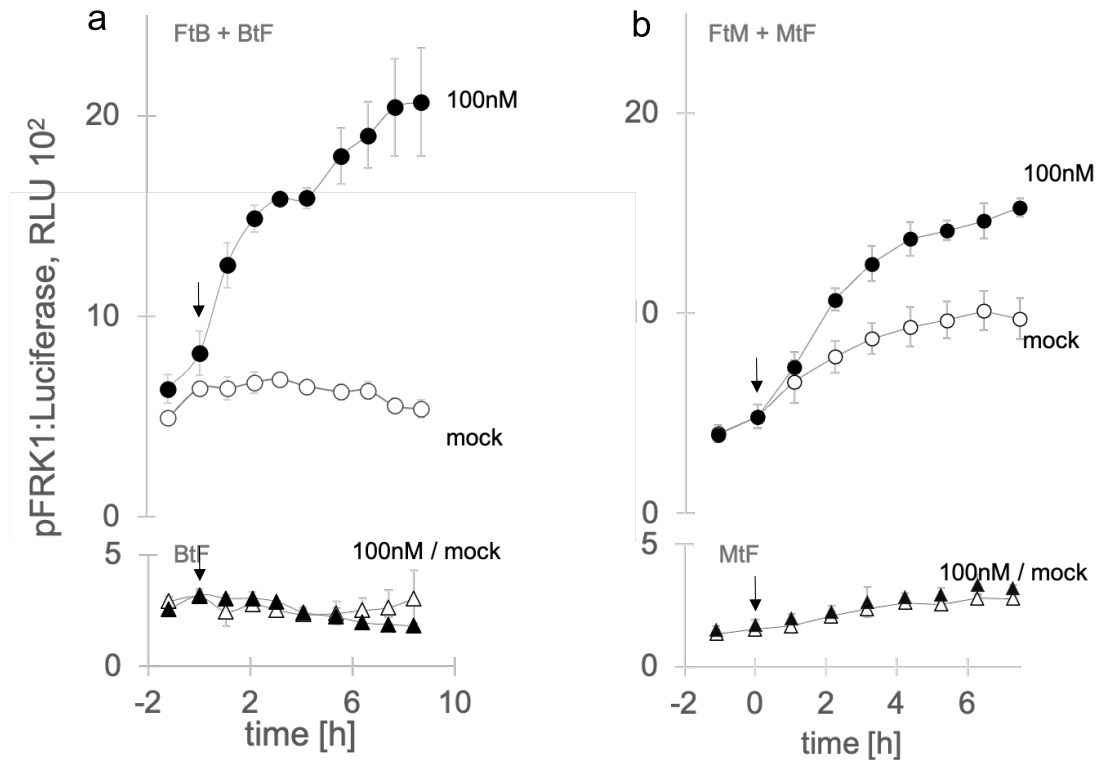 a
FtB + BtF
100nM
20
10
0
mock
pFRK1:Luciferase, RLU 10²
5
BtF
100nM / mock
0
-2
2
6
10
time [h]
b
FtM + MtF
20
100nM
10
mock
0
5
MtF
100nM / mock
0
-2
0
2
4
6
time [h]